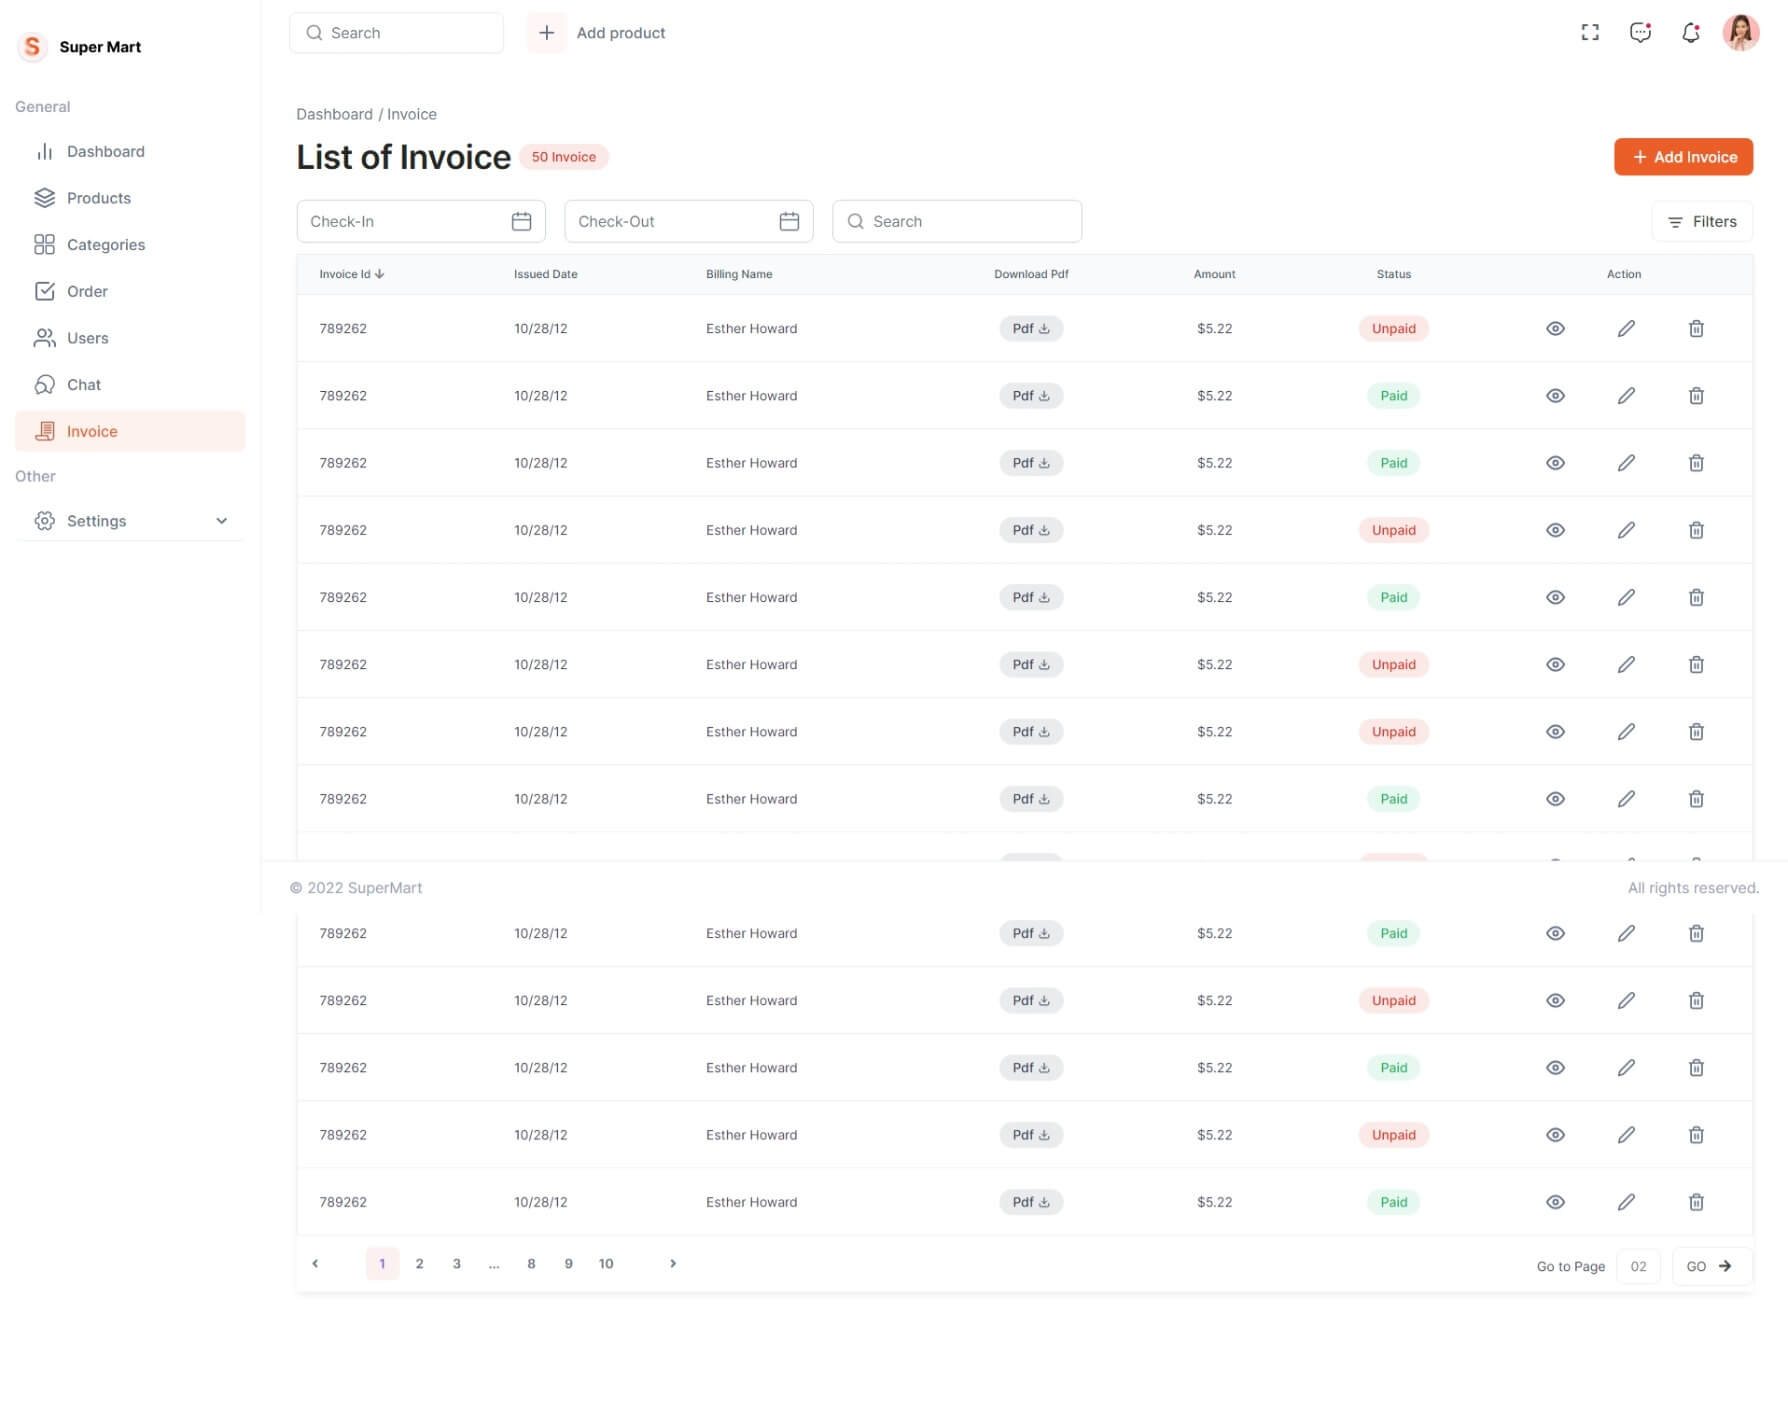 S Super Mart
Search
+ Add product
General
Dashboard
Products
Categories
Order
Users
Chat
Invoice
Other
Settings
Dashboard / Invoice
List of Invoice 50 Invoice
+ Add Invoice
Check-In
Check-Out
Search
Filters
Invoice Id Issued Date Billing Name Download Pdf Amount Status Action
789262 10/28/12 Esther Howard Pdf $5.22 Unpaid
789262 10/28/12 Esther Howard Pdf $5.22 Paid
789262 10/28/12 Esther Howard Pdf $5.22 Paid
789262 10/28/12 Esther Howard Pdf $5.22 Unpaid
789262 10/28/12 Esther Howard Pdf $5.22 Paid
789262 10/28/12 Esther Howard Pdf $5.22 Unpaid
789262 10/28/12 Esther Howard Pdf $5.22 Unpaid
789262 10/28/12 Esther Howard Pdf $5.22 Paid
© 2022 SuperMart All rights reserved.
789262 10/28/12 Esther Howard Pdf $5.22 Paid
789262 10/28/12 Esther Howard Pdf $5.22 Unpaid
789262 10/28/12 Esther Howard Pdf $5.22 Paid
789262 10/28/12 Esther Howard Pdf $5.22 Unpaid
789262 10/28/12 Esther Howard Pdf $5.22 Paid
1 2 3 ... 8 9 10
Go to Page 02 GO